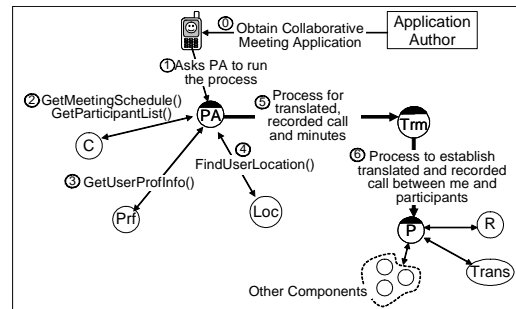 ⓪ Obtain Collaborative
Meeting Application
Application
Author
① Asks PA to run
the process
② GetMeetingSchedule()
GetParticipantList()
PA
⑤ Process for
translated,
recorded call
and minutes
Trm
C
④
FindUserLocation()
③ GetUserProfInfo()
Prf
Loc
⑥ Process to establish
translated and recorded
call between me and
participants
P
R
Trans
Other Components